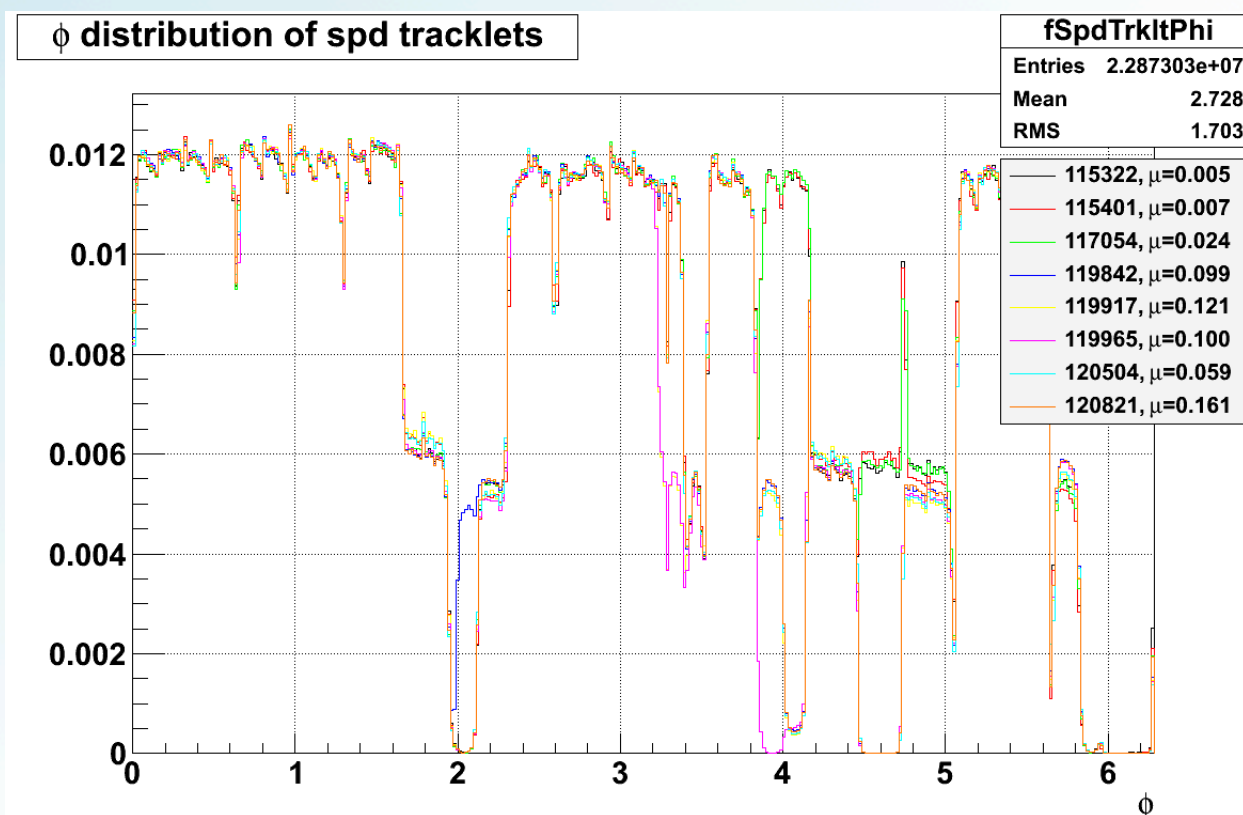 ϕ distribution of spd tracklets
fSpdTrkltPhi
Entries 2.287303e+07
Mean 2.728
RMS 1.703
115322, μ=0.005
115401, μ=0.007
117054, μ=0.024
119842, μ=0.099
119917, μ=0.121
119965, μ=0.100
120504, μ=0.059
120821, μ=0.161
0.012
0.01
0.008
0.006
0.004
0.002
0
0 1 2 3 4 5 6
ϕ